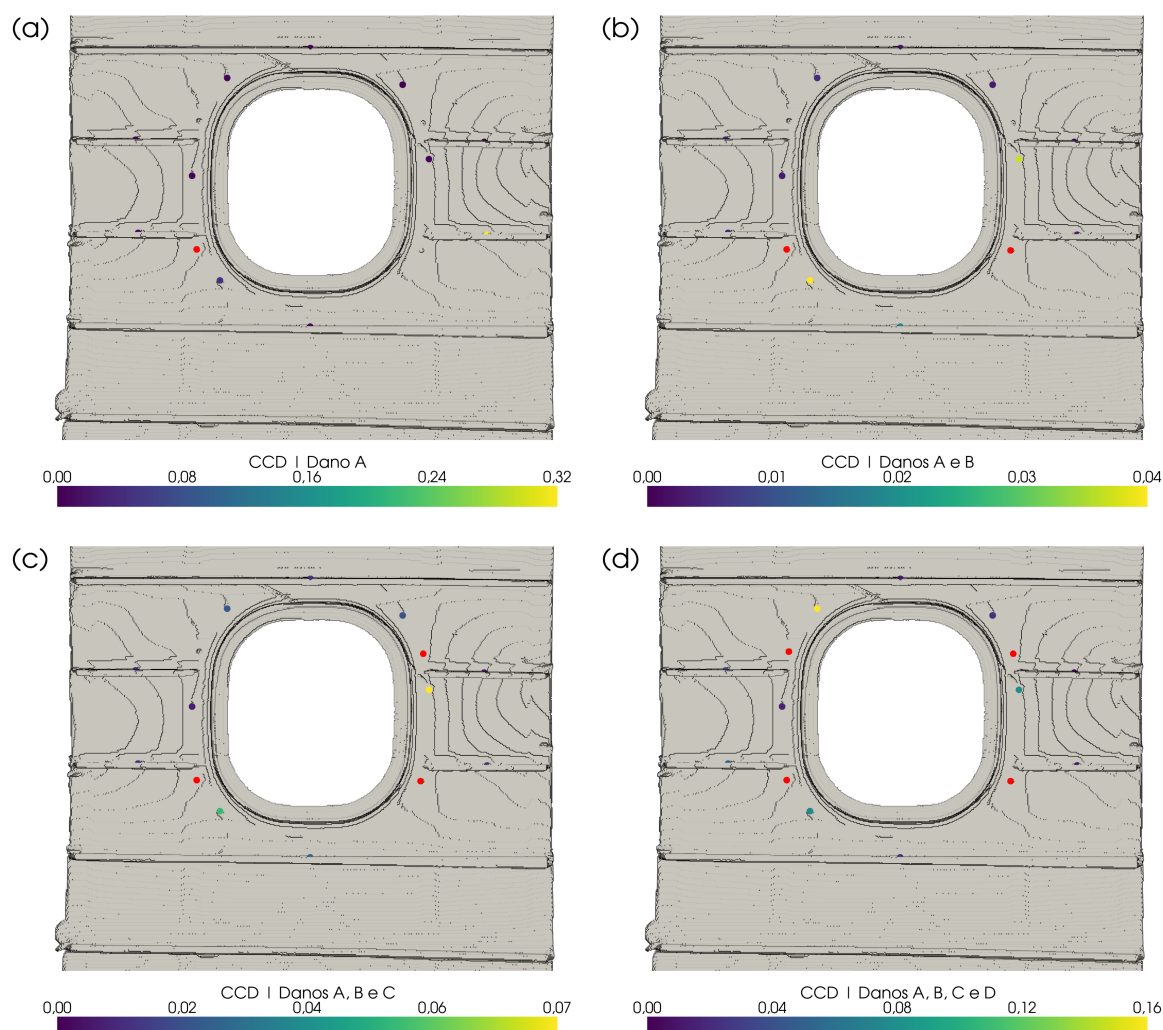 (a)
(b)
CCD | Dano A
0,00 0,08 0,16 0,24 0,32
CCD | Danos A e B
0,00 0,01 0,02 0,03 0,04
(c)
(d)
CCD | Danos A, B e C
0,00 0,02 0,04 0,06 0,07
CCD | Danos A, B, C e D
0,00 0,04 0,08 0,12 0,16